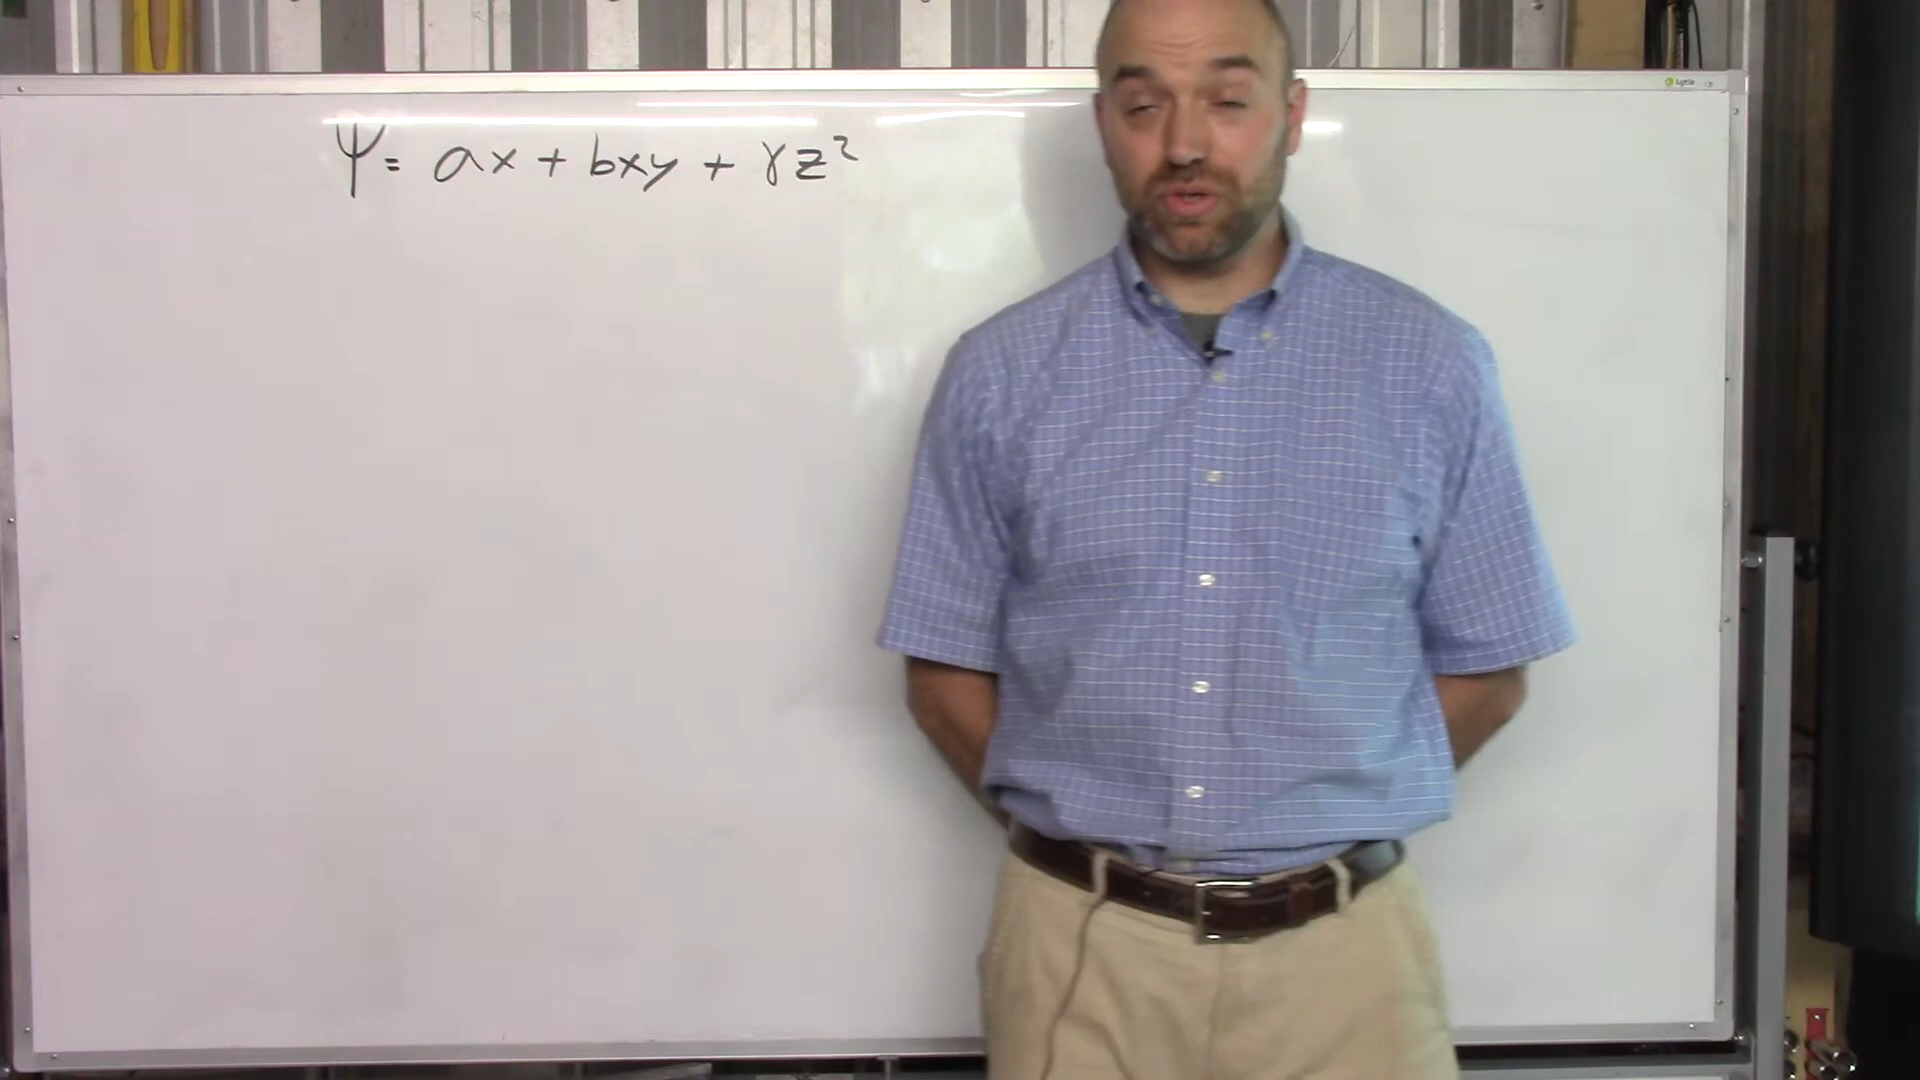 Ψ = ax + bxy + γz²